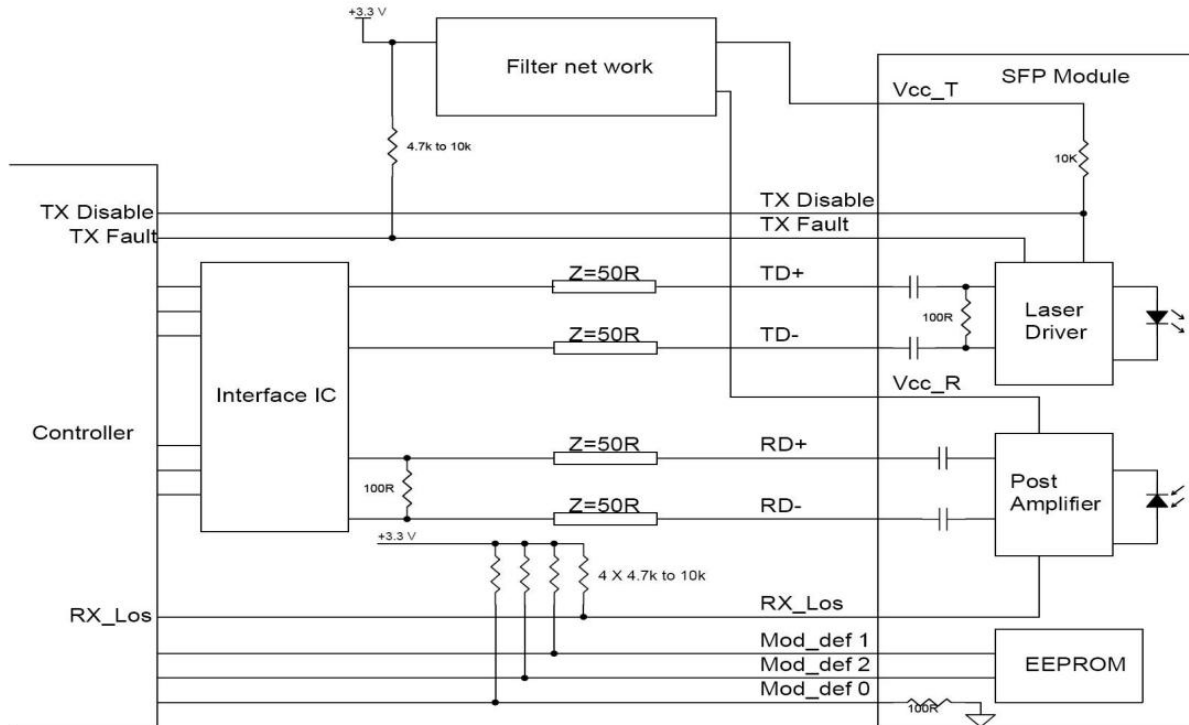 +3.3 V
Filter net work
SFP Module
Vcc_T
4.7k to 10k
10K
TX Disable
TX Disable
TX Fault
TX Fault
Z=50R
TD+
100R
Laser
Driver
Z=50R
TD-
Interface IC
Vcc_R
Controller
Z=50R
RD+
100R
Post
Amplifier
Z=50R
RD-
+3.3 V
4 X 4.7k to 10k
RX_Los
RX_Los
Mod_def 1
Mod_def 2
EEPROM
Mod_def 0
100R